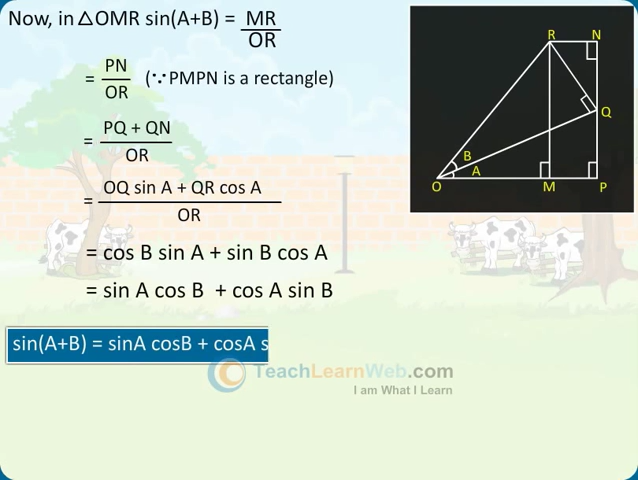 Now, in △OMR sin(A+B) = MR
OR
= PN (∵ PMPN is a rectangle)
OR
= PQ + QN
OR
= OQ sin A + QR cos A
OR
= cos B sin A + sin B cos A
= sin A cos B + cos A sin B
sin(A+B) = sinA cosB + cosA s
TeachLearnWeb.com
I am What I Learn
R N
Q
B
A
O M P